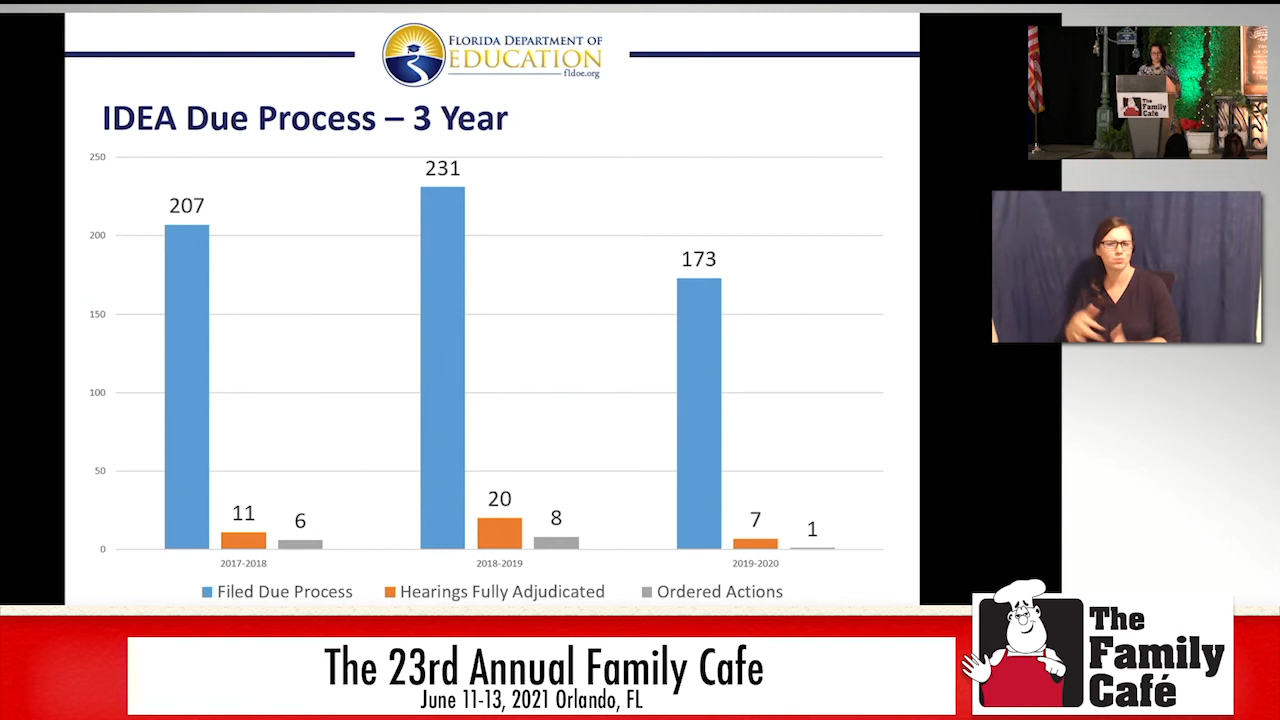 FLORIDA DEPARTMENT OF
EDUCATION
fldoe.org
IDEA Due Process – 3 Year
250
200
150
100
50
0
207
11
6
231
20
8
173
7
1
2017-2018
2018-2019
2019-2020
Filed Due Process
Hearings Fully Adjudicated
Ordered Actions
The
Family
Café
The 23rd Annual Family Cafe
June 11-13, 2021 Orlando, FL
The
Family
Café